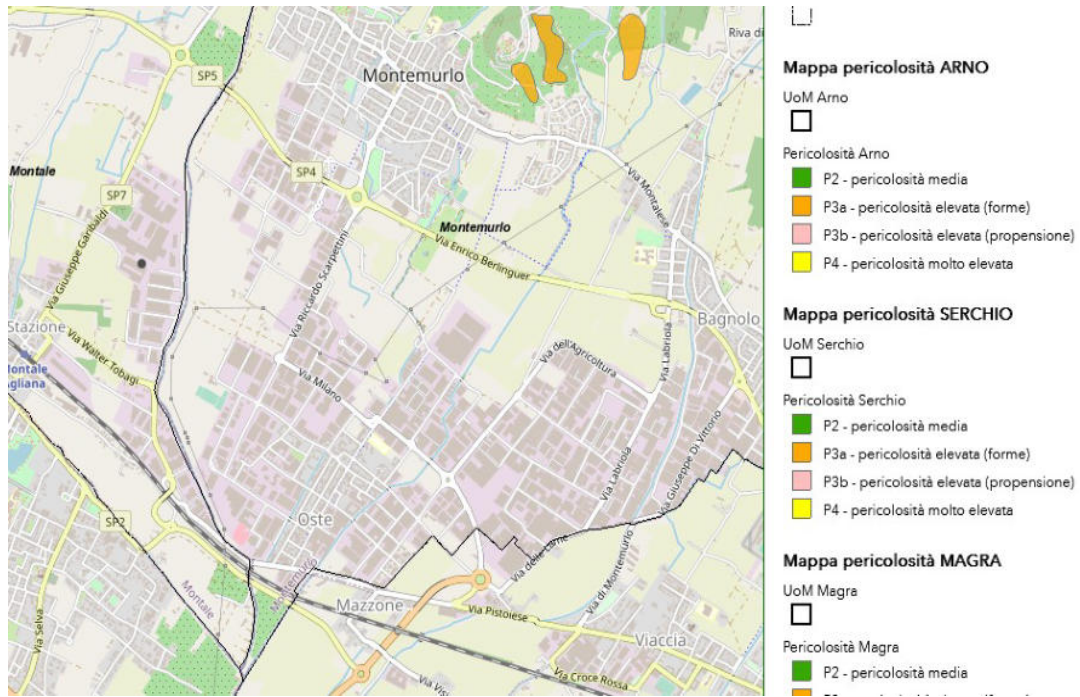 Riva di
SP5
Montemurlo
Montale
SP4
SP7
Via Montalese
Montemurlo
Via Enrico Berlinguer
Via Giuseppe Garibaldi
Via Riccardo Scarpettini
Bagnolo
Stazione
Via Walter Tobagi
Montale
Agliana
Via dell'Agricoltura
Via Labriola
Via Milano
Via Labriola
Via Giuseppe Di Vittorio
SP2
Oste
Via delle Lame
Montemurlo
Montale
Via di Montemurlo
Mazzone
Via Pistoiese
Via Selva
Viaccia
Via Croce Rossa
Mappa pericolosità ARNO
UoM Arno
Pericolosità Arno
P2 - pericolosità media
P3a - pericolosità elevata (forme)
P3b - pericolosità elevata (propensione)
P4 - pericolosità molto elevata
Mappa pericolosità SERCHIO
UoM Serchio
Pericolosità Serchio
P2 - pericolosità media
P3a - pericolosità elevata (forme)
P3b - pericolosità elevata (propensione)
P4 - pericolosità molto elevata
Mappa pericolosità MAGRA
UoM Magra
Pericolosità Magra
P2 - pericolosità media